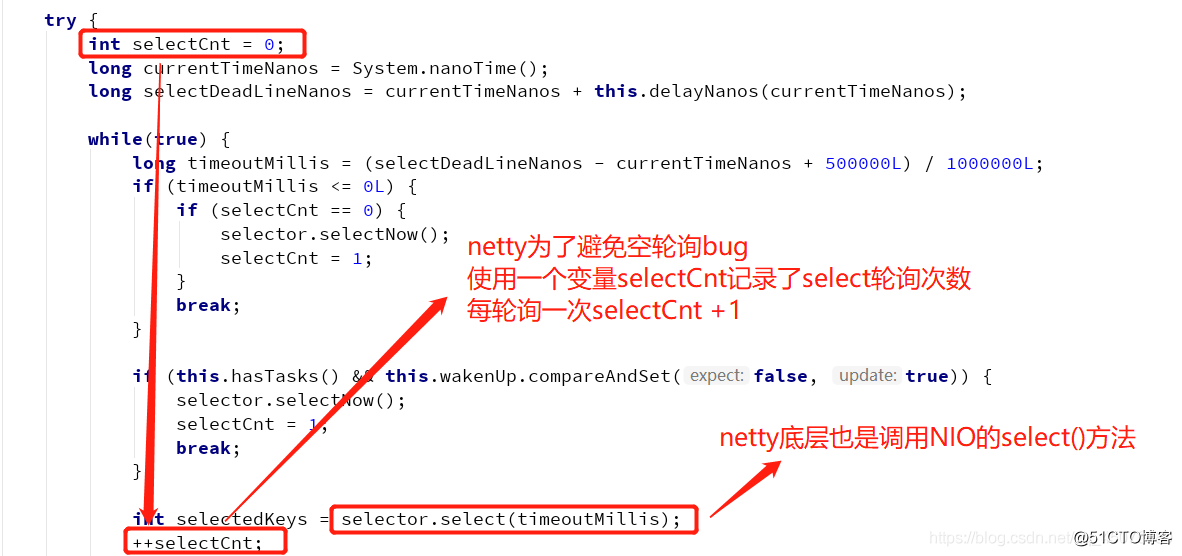 try {
int selectCnt = 0;
long currentTimeNanos = System.nanoTime();
long selectDeadLineNanos = currentTimeNanos + this.delayNanos(currentTimeNanos);
while(true) {
long timeoutMillis = (selectDeadLineNanos - currentTimeNanos + 500000L) / 1000000L;
if (timeoutMillis <= 0L) {
if (selectCnt == 0) {
selector.selectNow();
selectCnt = 1;
}
break;
}
netty为了避免空轮询bug
使用一个变量selectCnt记录了select轮询次数
每轮询一次selectCnt +1
if (this.hasTasks() && this.wakenUp.compareAndSet( expect: false, update: true)) {
selector.selectNow();
selectCnt = 1;
break;
}
netty底层也是调用NIO的select()方法
int selectedKeys = selector.select(timeoutMillis);
++selectCnt;
https://blog.csdn.net/
@51CTO博客